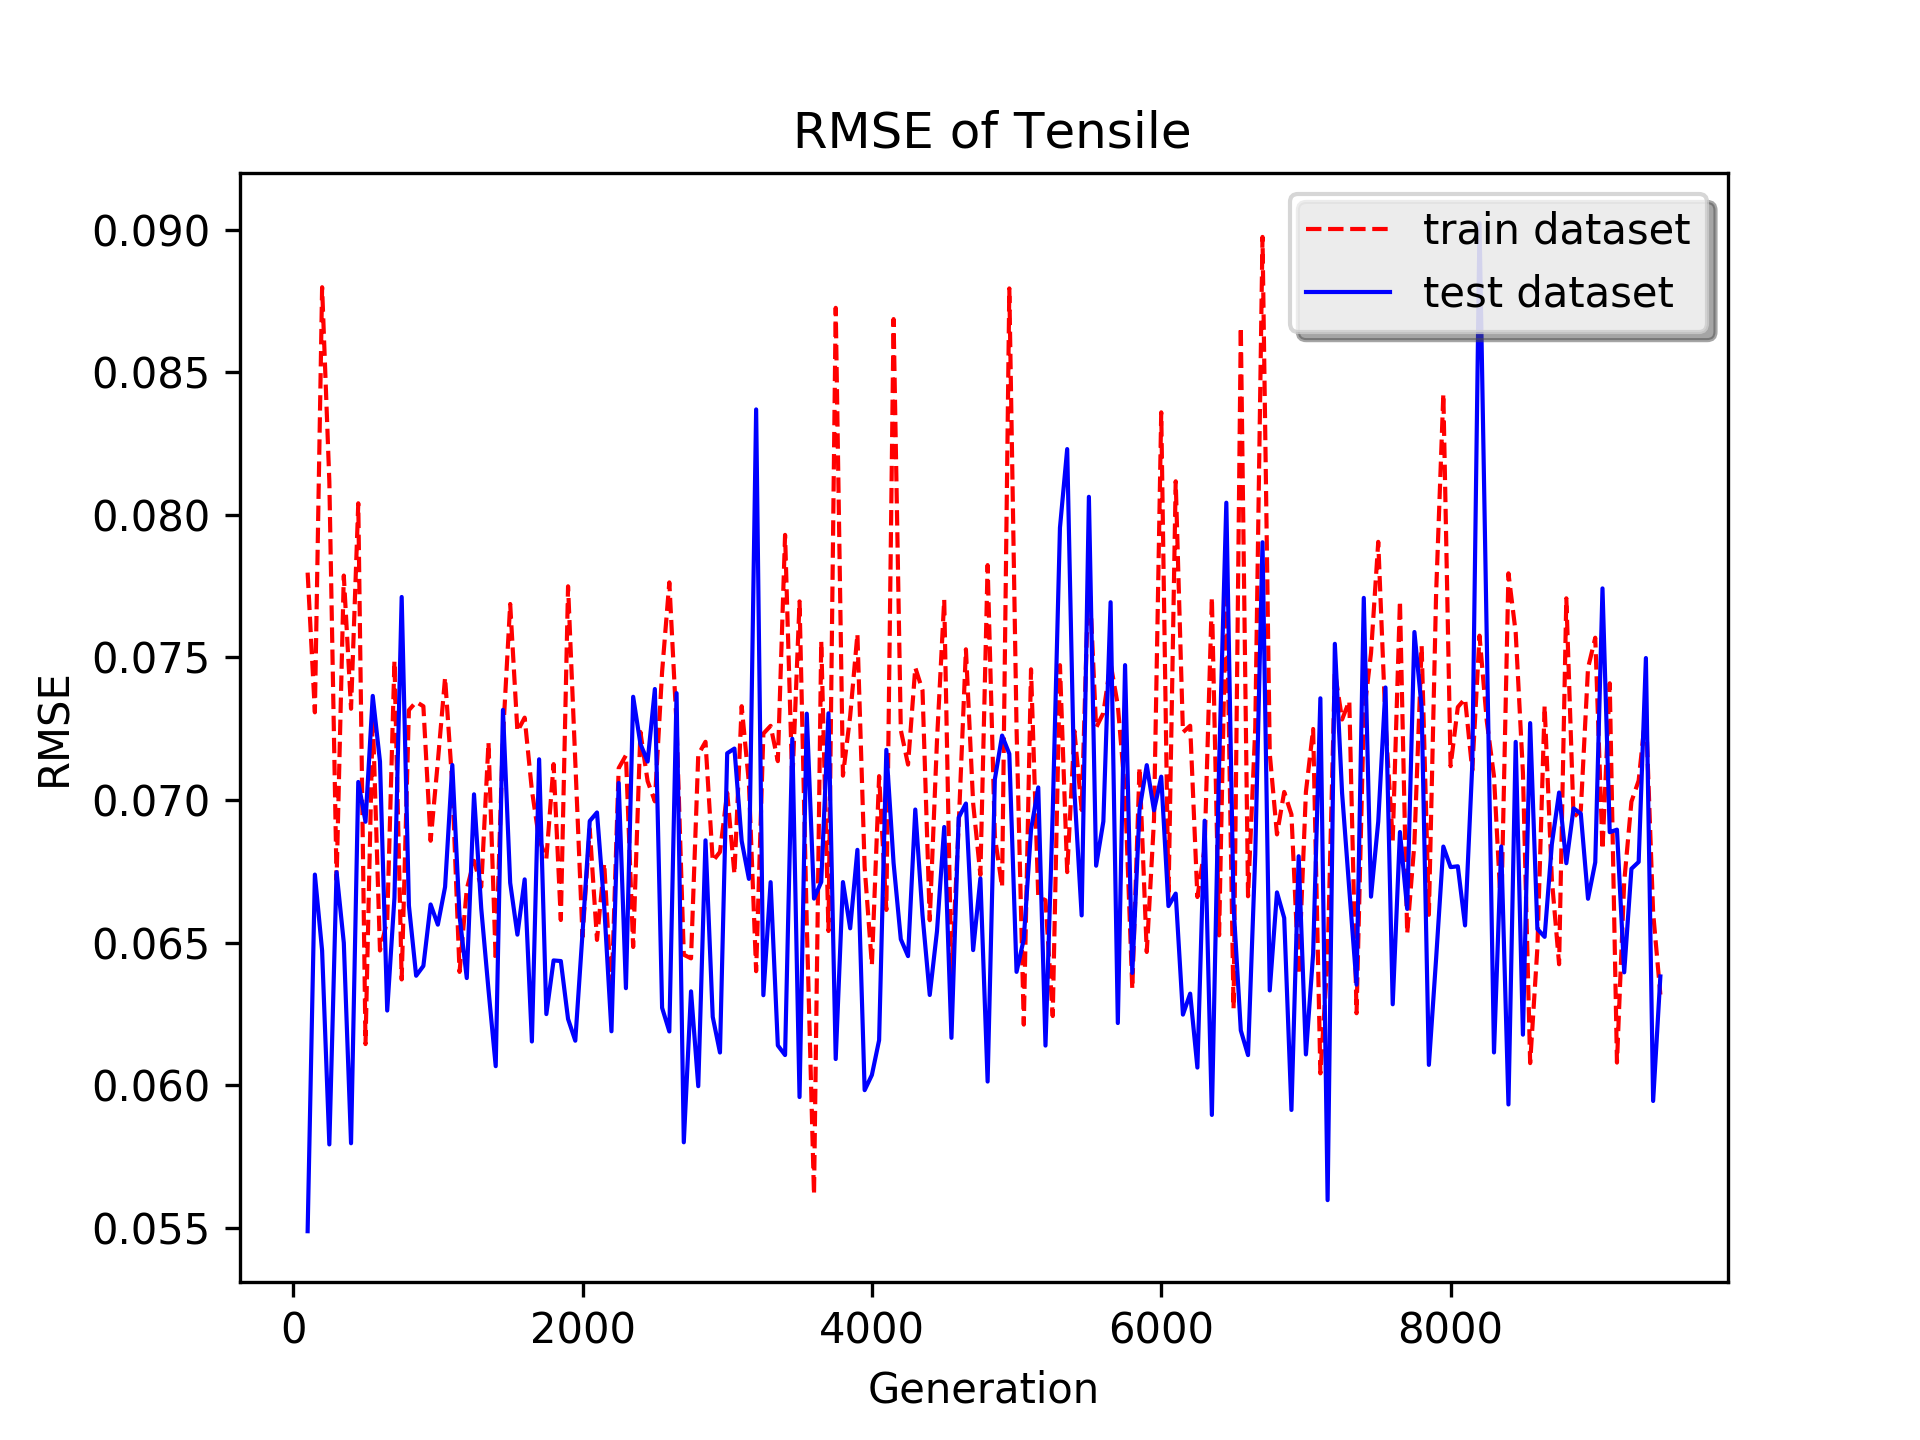 RMSE of Tensile
train dataset
test dataset
RMSE
0.090
0.085
0.080
0.075
0.070
0.065
0.060
0.055
0 2000 4000 6000 8000
Generation